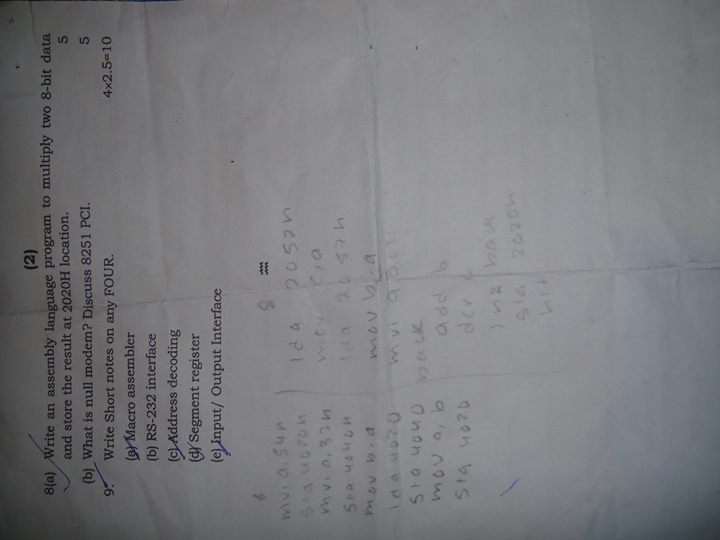 (2)
8(a) Write an assembly language program to multiply two 8-bit data
and store the result at 2020H location. 5
(b) What is null modem? Discuss 8251 PCI. 5
9. Write Short notes on any FOUR. 4×2.5=10
(a) Macro assembler
(b) RS-232 interface
(c) Address decoding
(d) Segment register
(e) Input/ Output Interface
6
mvi a,54h
sta 4020h
mvi a,32h
sta 4040h
mov b,a
lda 4020
sta 4040
mov a,b
sta 4020
8
lda 2052h
mov c,a
lda 2057h
mov b,a
mvi a,00h
back add b
dcr c
jnz back
sta 2020h
hlt